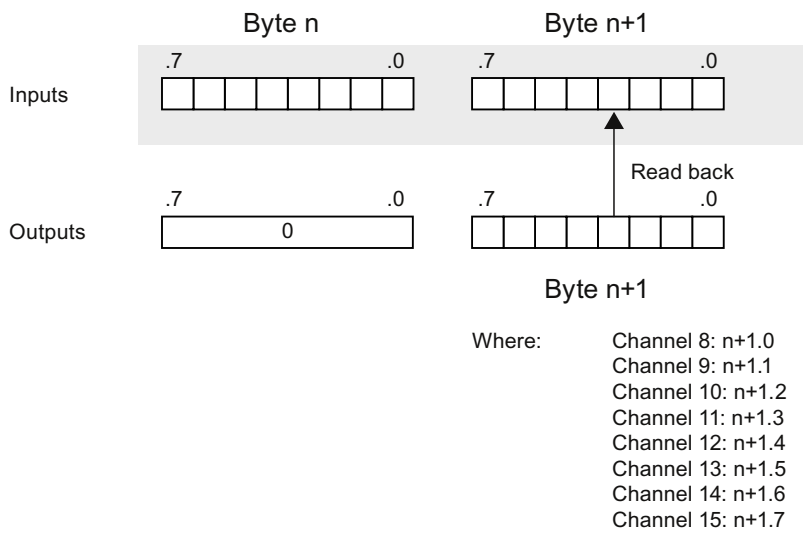 Byte n Byte n+1
.7 .0 .7 .0
Inputs
Read back
.7 .0 .7 .0
Outputs 0
Byte n+1
Where: Channel 8: n+1.0
Channel 9: n+1.1
Channel 10: n+1.2
Channel 11: n+1.3
Channel 12: n+1.4
Channel 13: n+1.5
Channel 14: n+1.6
Channel 15: n+1.7